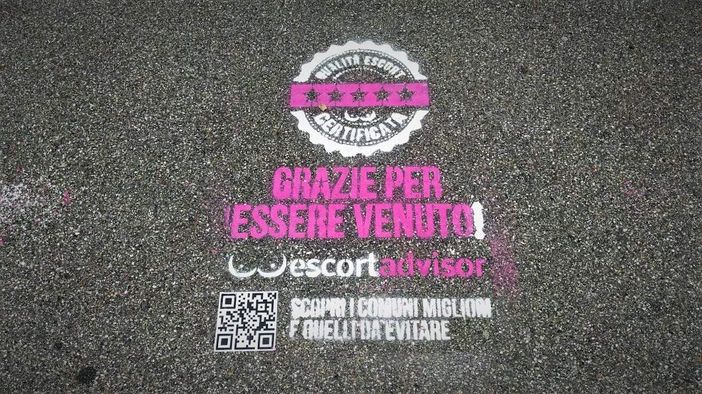 QUALITÀ ESCORT
CERTIFICATA
GRAZIE PER
ESSERE VENUTO!
escortadvisor
SCOPRI I COMUNI MIGLIORI
E QUELLI DA EVITARE